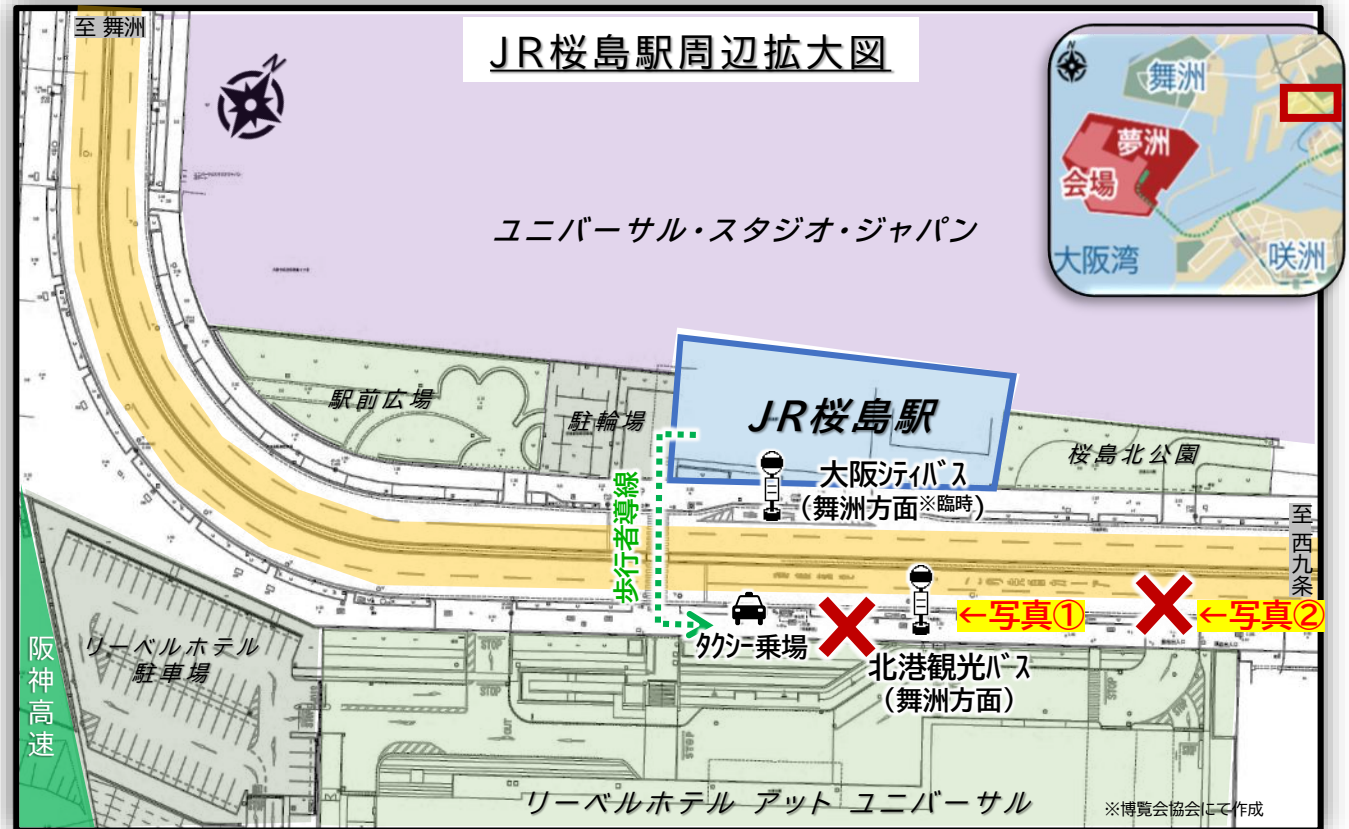 至 舞洲
JR桜島駅周辺拡大図
N
N
舞洲
夢洲
会場
大阪湾
咲洲
ユニバーサル・スタジオ・ジャパン
駅前広場
駐輪場
JR桜島駅
桜島北公園
大阪シティバス
(舞洲方面※臨時)
歩行者導線
至 西九条
←写真①
←写真②
タクシー乗場
北港観光バス
(舞洲方面)
阪神高速
リーベルホテル
駐車場
STOP
STOP
STOP
OUT
STOP
リーベルホテル アット ユニバーサル
※博覧会協会にて作成